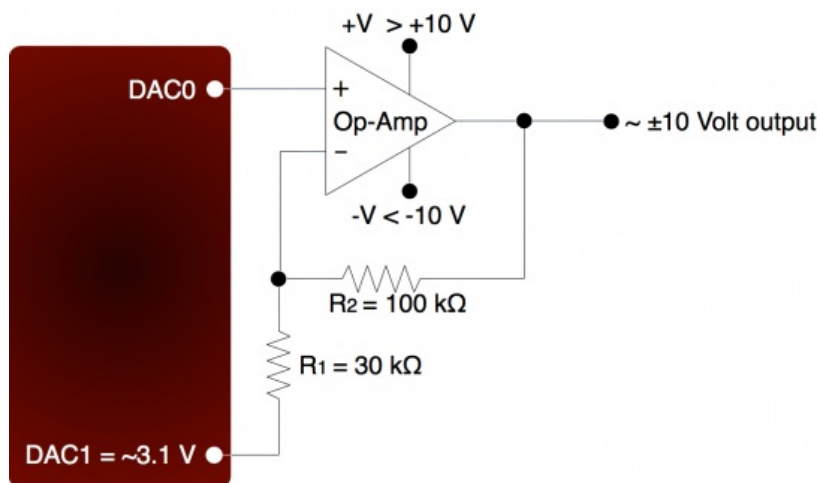 +V > +10 V
DAC0
+
Op-Amp
~ ±10 Volt output
−
-V < -10 V
R2 = 100 kΩ
R1 = 30 kΩ
DAC1 = ~3.1 V